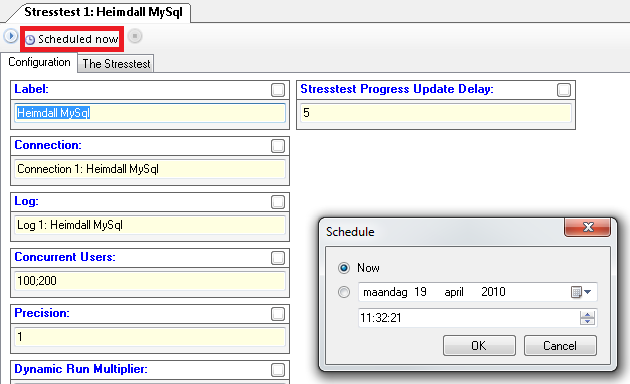 Stresstest 1: Heimdall MySql
Scheduled now
Configuration The Stresstest
Label:
Heimdall MySql
Stresstest Progress Update Delay:
5
Connection:
Connection 1: Heimdall MySql
Log:
Log 1: Heimdall MySql
Concurrent Users:
100;200
Precision:
1
Dynamic Run Multiplier:
Schedule
Now
maandag 19 april 2010
11:32:21
OK Cancel